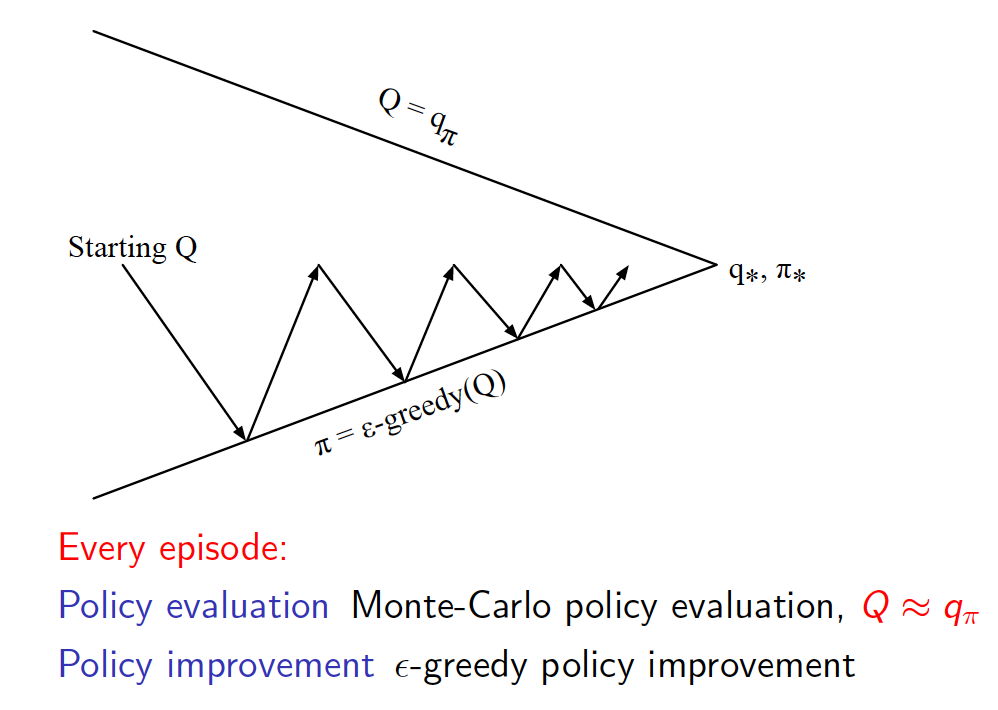 Q = qπ
Starting Q
q*, π*
π = ε-greedy(Q)
Every episode:
Policy evaluation Monte-Carlo policy evaluation, Q ≈ qπ
Policy improvement ϵ-greedy policy improvement